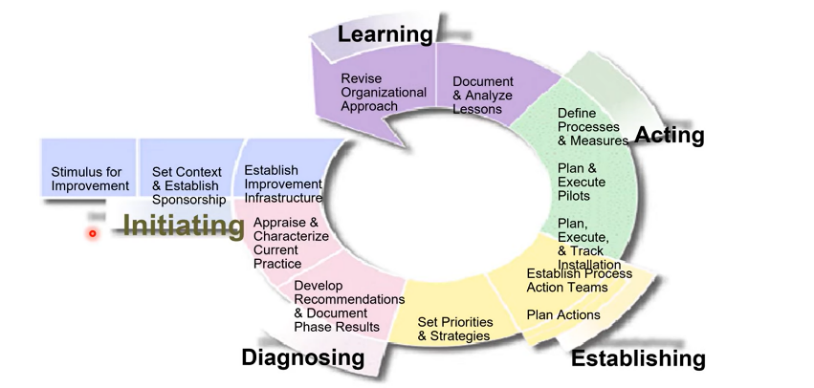 Learning
Revise
Organizational
Approach
Document
& Analyze
Lessons
Define
Processes
& Measures
Acting
Plan &
Execute
Pilots
Plan,
Execute,
& Track
Installation
Stimulus for
Improvement
Set Context
& Establish
Sponsorship
Establish
Improvement
Infrastructure
Initiating
Appraise &
Characterize
Current
Practice
Develop
Recommendations
& Document
Phase Results
Diagnosing
Set Priorities
& Strategies
Establish Process
Action Teams
Plan Actions
Establishing